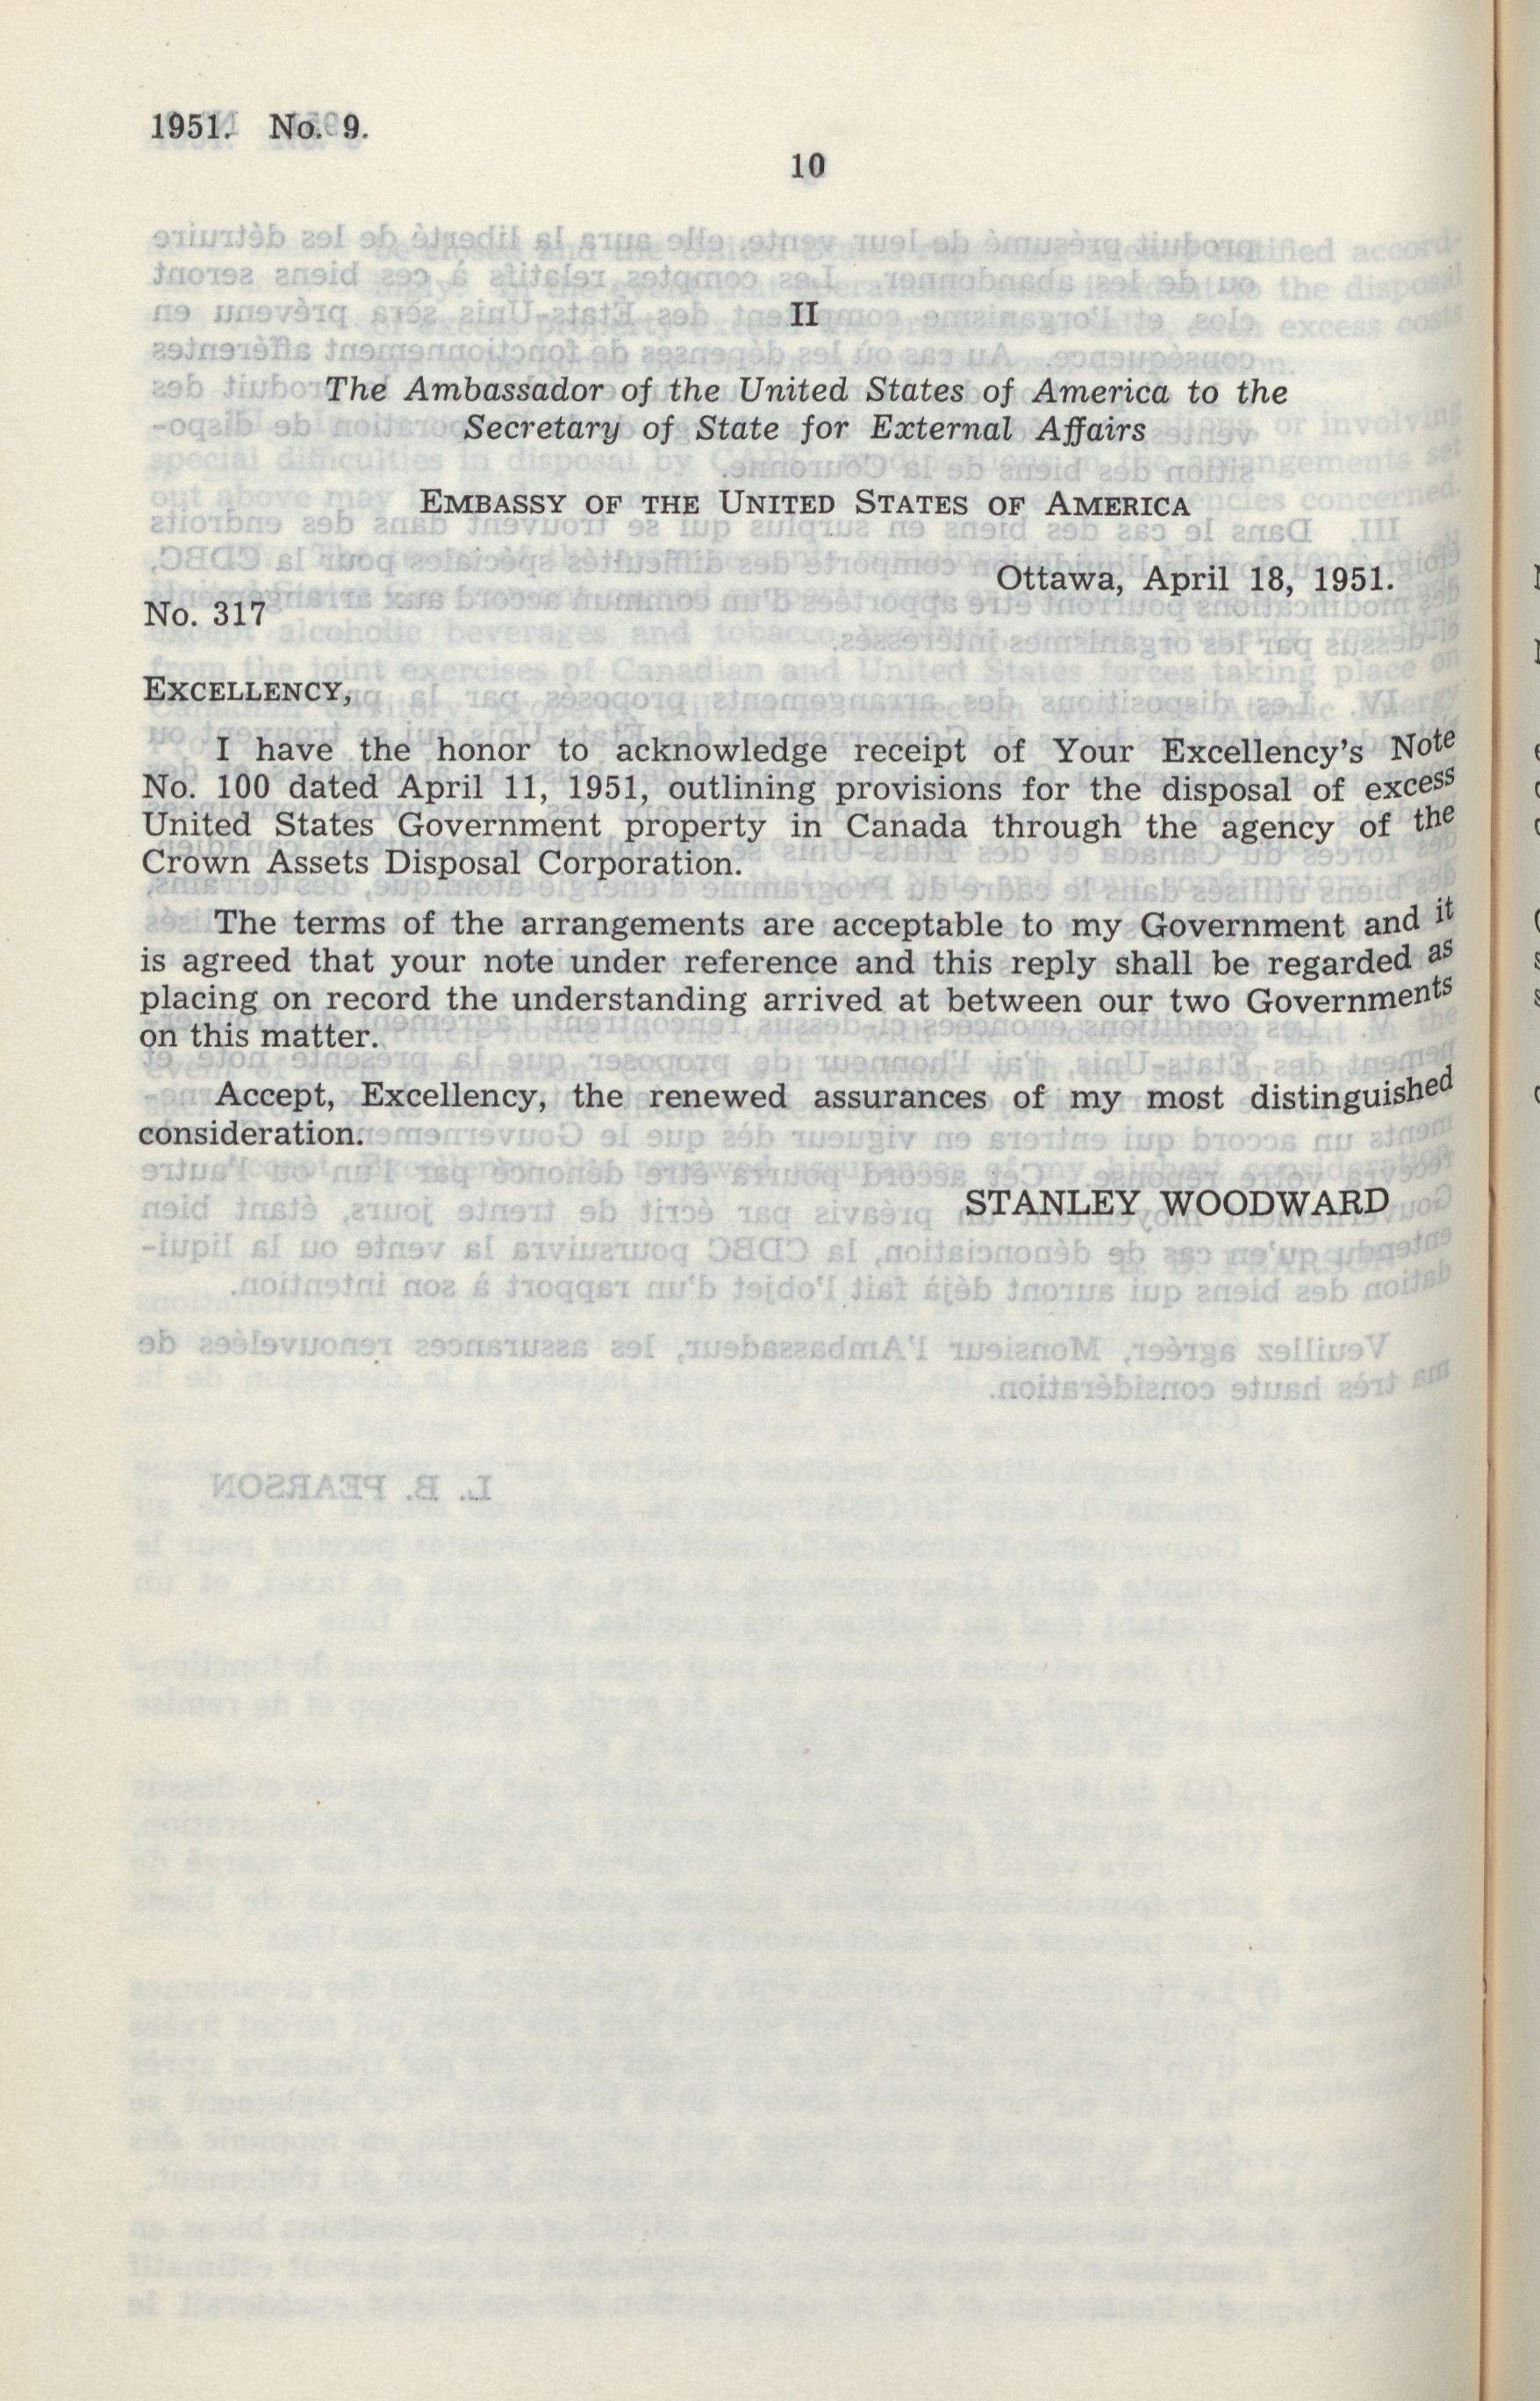 1951. No. 9.
10
II
The Ambassador of the United States of America to the
Secretary of State for External Affairs
EMBASSY OF THE UNITED STATES OF AMERICA
Ottawa, April 18, 1951.
No. 317
EXCELLENCY,
I have the honor to acknowledge receipt of Your Excellency's Note
No. 100 dated April 11, 1951, outlining provisions for the disposal of excess
United States Government property in Canada through the agency of the
Crown Assets Disposal Corporation.
The terms of the arrangements are acceptable to my Government and it
is agreed that your note under reference and this reply shall be regarded as
placing on record the understanding arrived at between our two Governments
on this matter.
Accept, Excellency, the renewed assurances of my most distinguished
consideration.
STANLEY WOODWARD